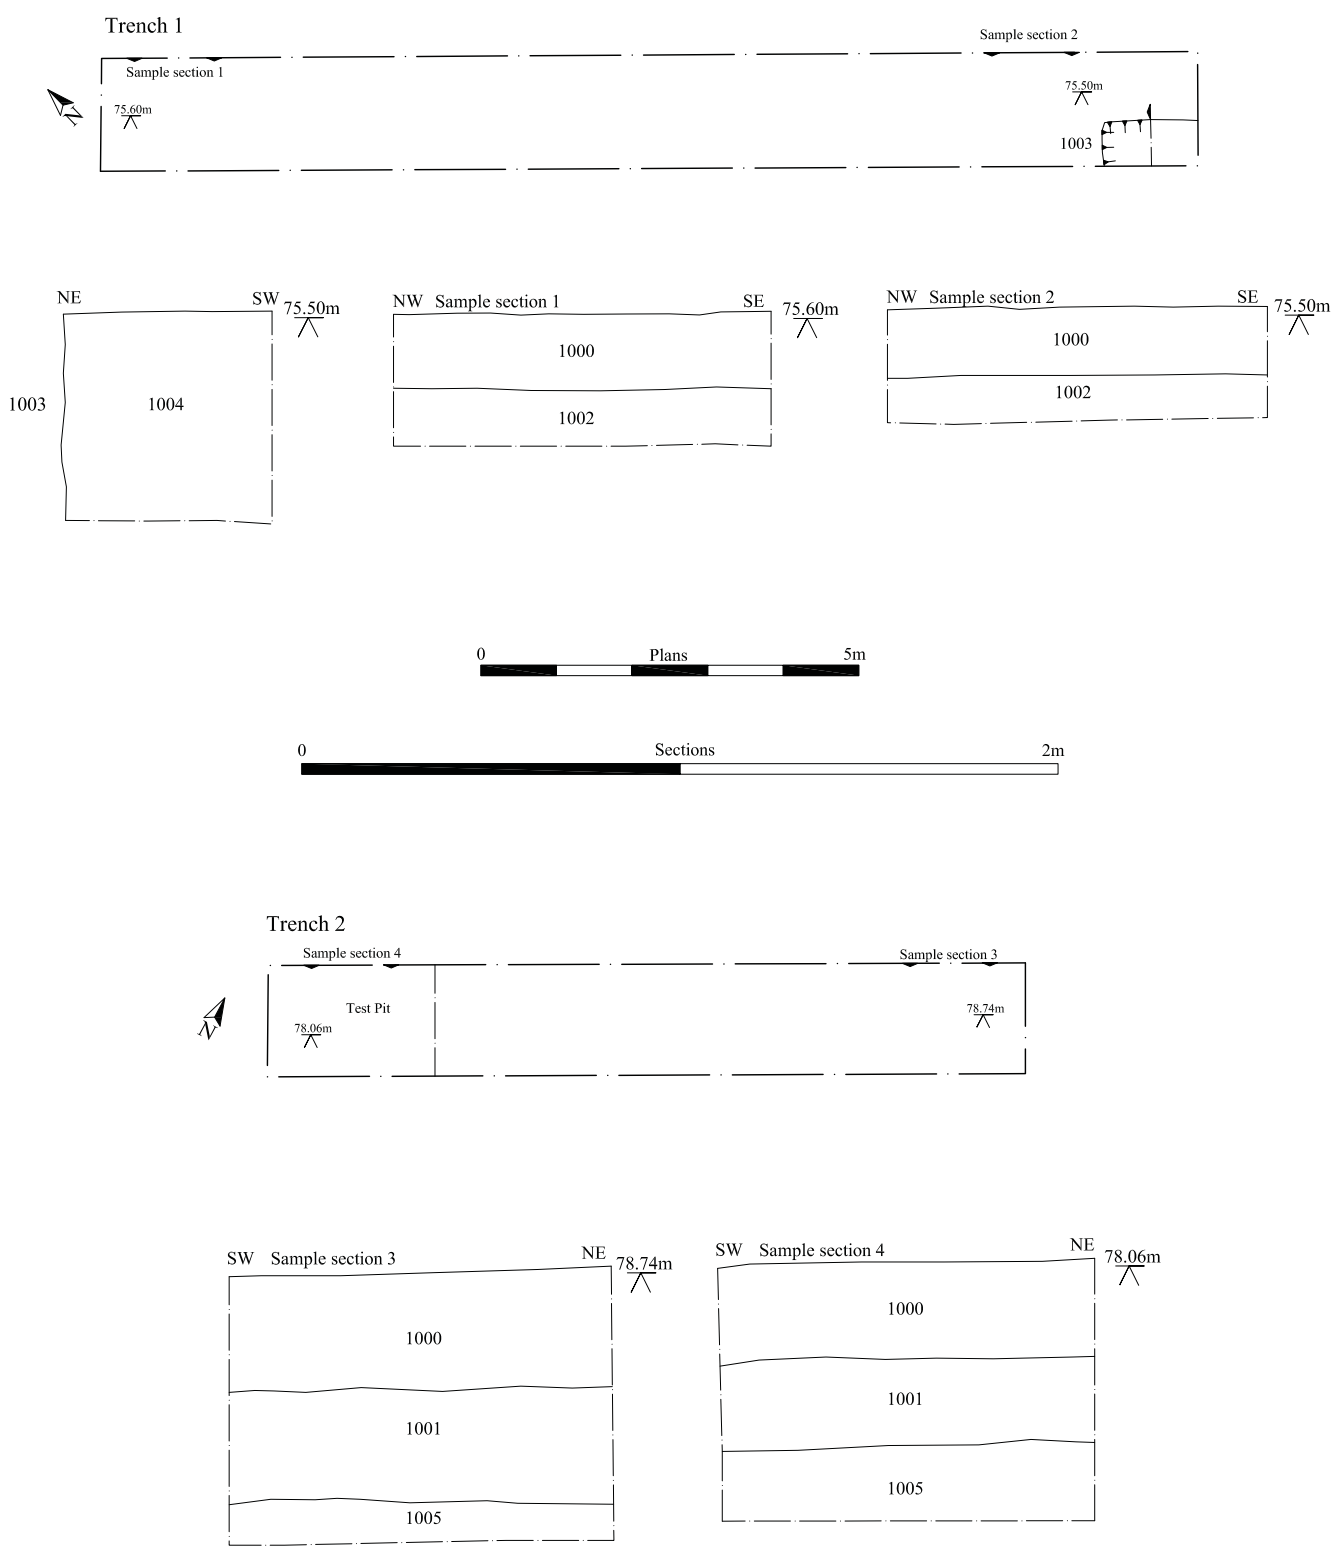 Trench 1
Sample section 1
Sample section 2
75.60m
75.50m
N
1003
NE SW 75.50m
1003 1004
NW Sample section 1 SE 75.60m
1000
1002
NW Sample section 2 SE 75.50m
1000
1002
0 Plans 5m
0 Sections 2m
Trench 2
Sample section 4
Sample section 3
Test Pit
78.06m
78.74m
N
SW Sample section 3 NE 78.74m
1000
1001
1005
SW Sample section 4 NE 78.06m
1000
1001
1005